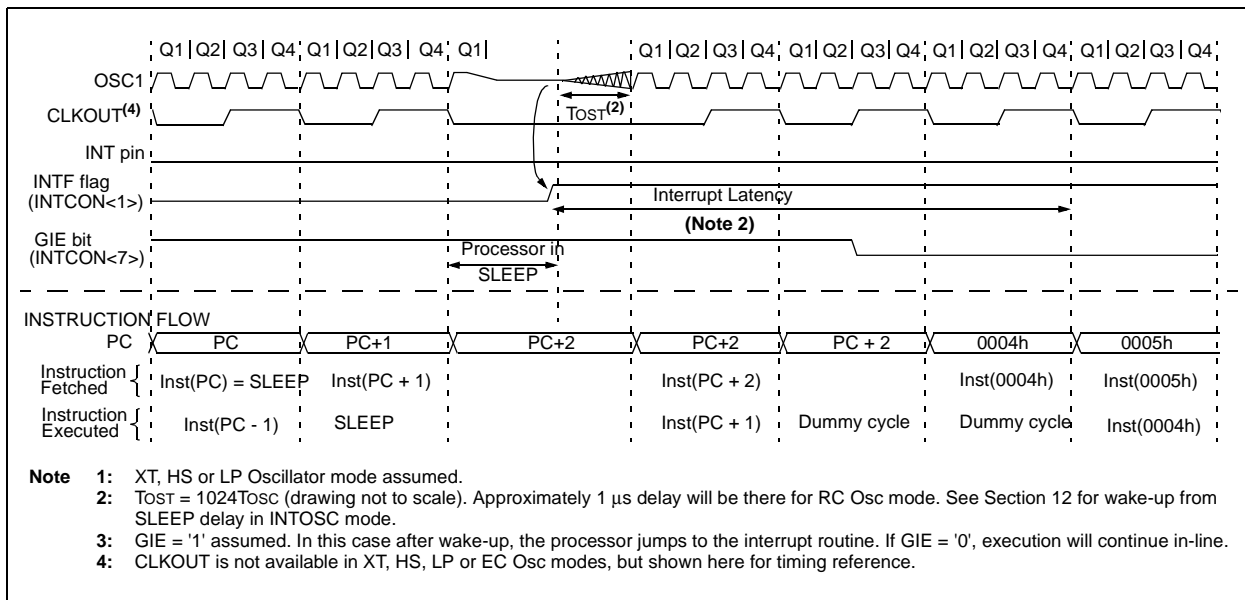 Q1 Q2 Q3 Q4 Q1 Q2 Q3 Q4 Q1 Q1 Q2 Q3 Q4 Q1 Q2 Q3 Q4 Q1 Q2 Q3 Q4 Q1 Q2 Q3 Q4
OSC1
TOST(2)
CLKOUT(4)
INT pin
INTF flag
(INTCON<1>)
Interrupt Latency
(Note 2)
GIE bit
(INTCON<7>)
Processor in
SLEEP
INSTRUCTION FLOW
PC PC PC+1 PC+2 PC+2 PC + 2 0004h 0005h
Instruction
Fetched
Inst(PC) = SLEEP Inst(PC + 1) Inst(PC + 2) Inst(0004h) Inst(0005h)
Instruction
Executed
Inst(PC - 1) SLEEP Inst(PC + 1) Dummy cycle Dummy cycle Inst(0004h)
Note 1: XT, HS or LP Oscillator mode assumed.
2: TOST = 1024TOSC (drawing not to scale). Approximately 1 μs delay will be there for RC Osc mode. See Section 12 for wake-up from
SLEEP delay in INTOSC mode.
3: GIE = '1' assumed. In this case after wake-up, the processor jumps to the interrupt routine. If GIE = '0', execution will continue in-line.
4: CLKOUT is not available in XT, HS, LP or EC Osc modes, but shown here for timing reference.